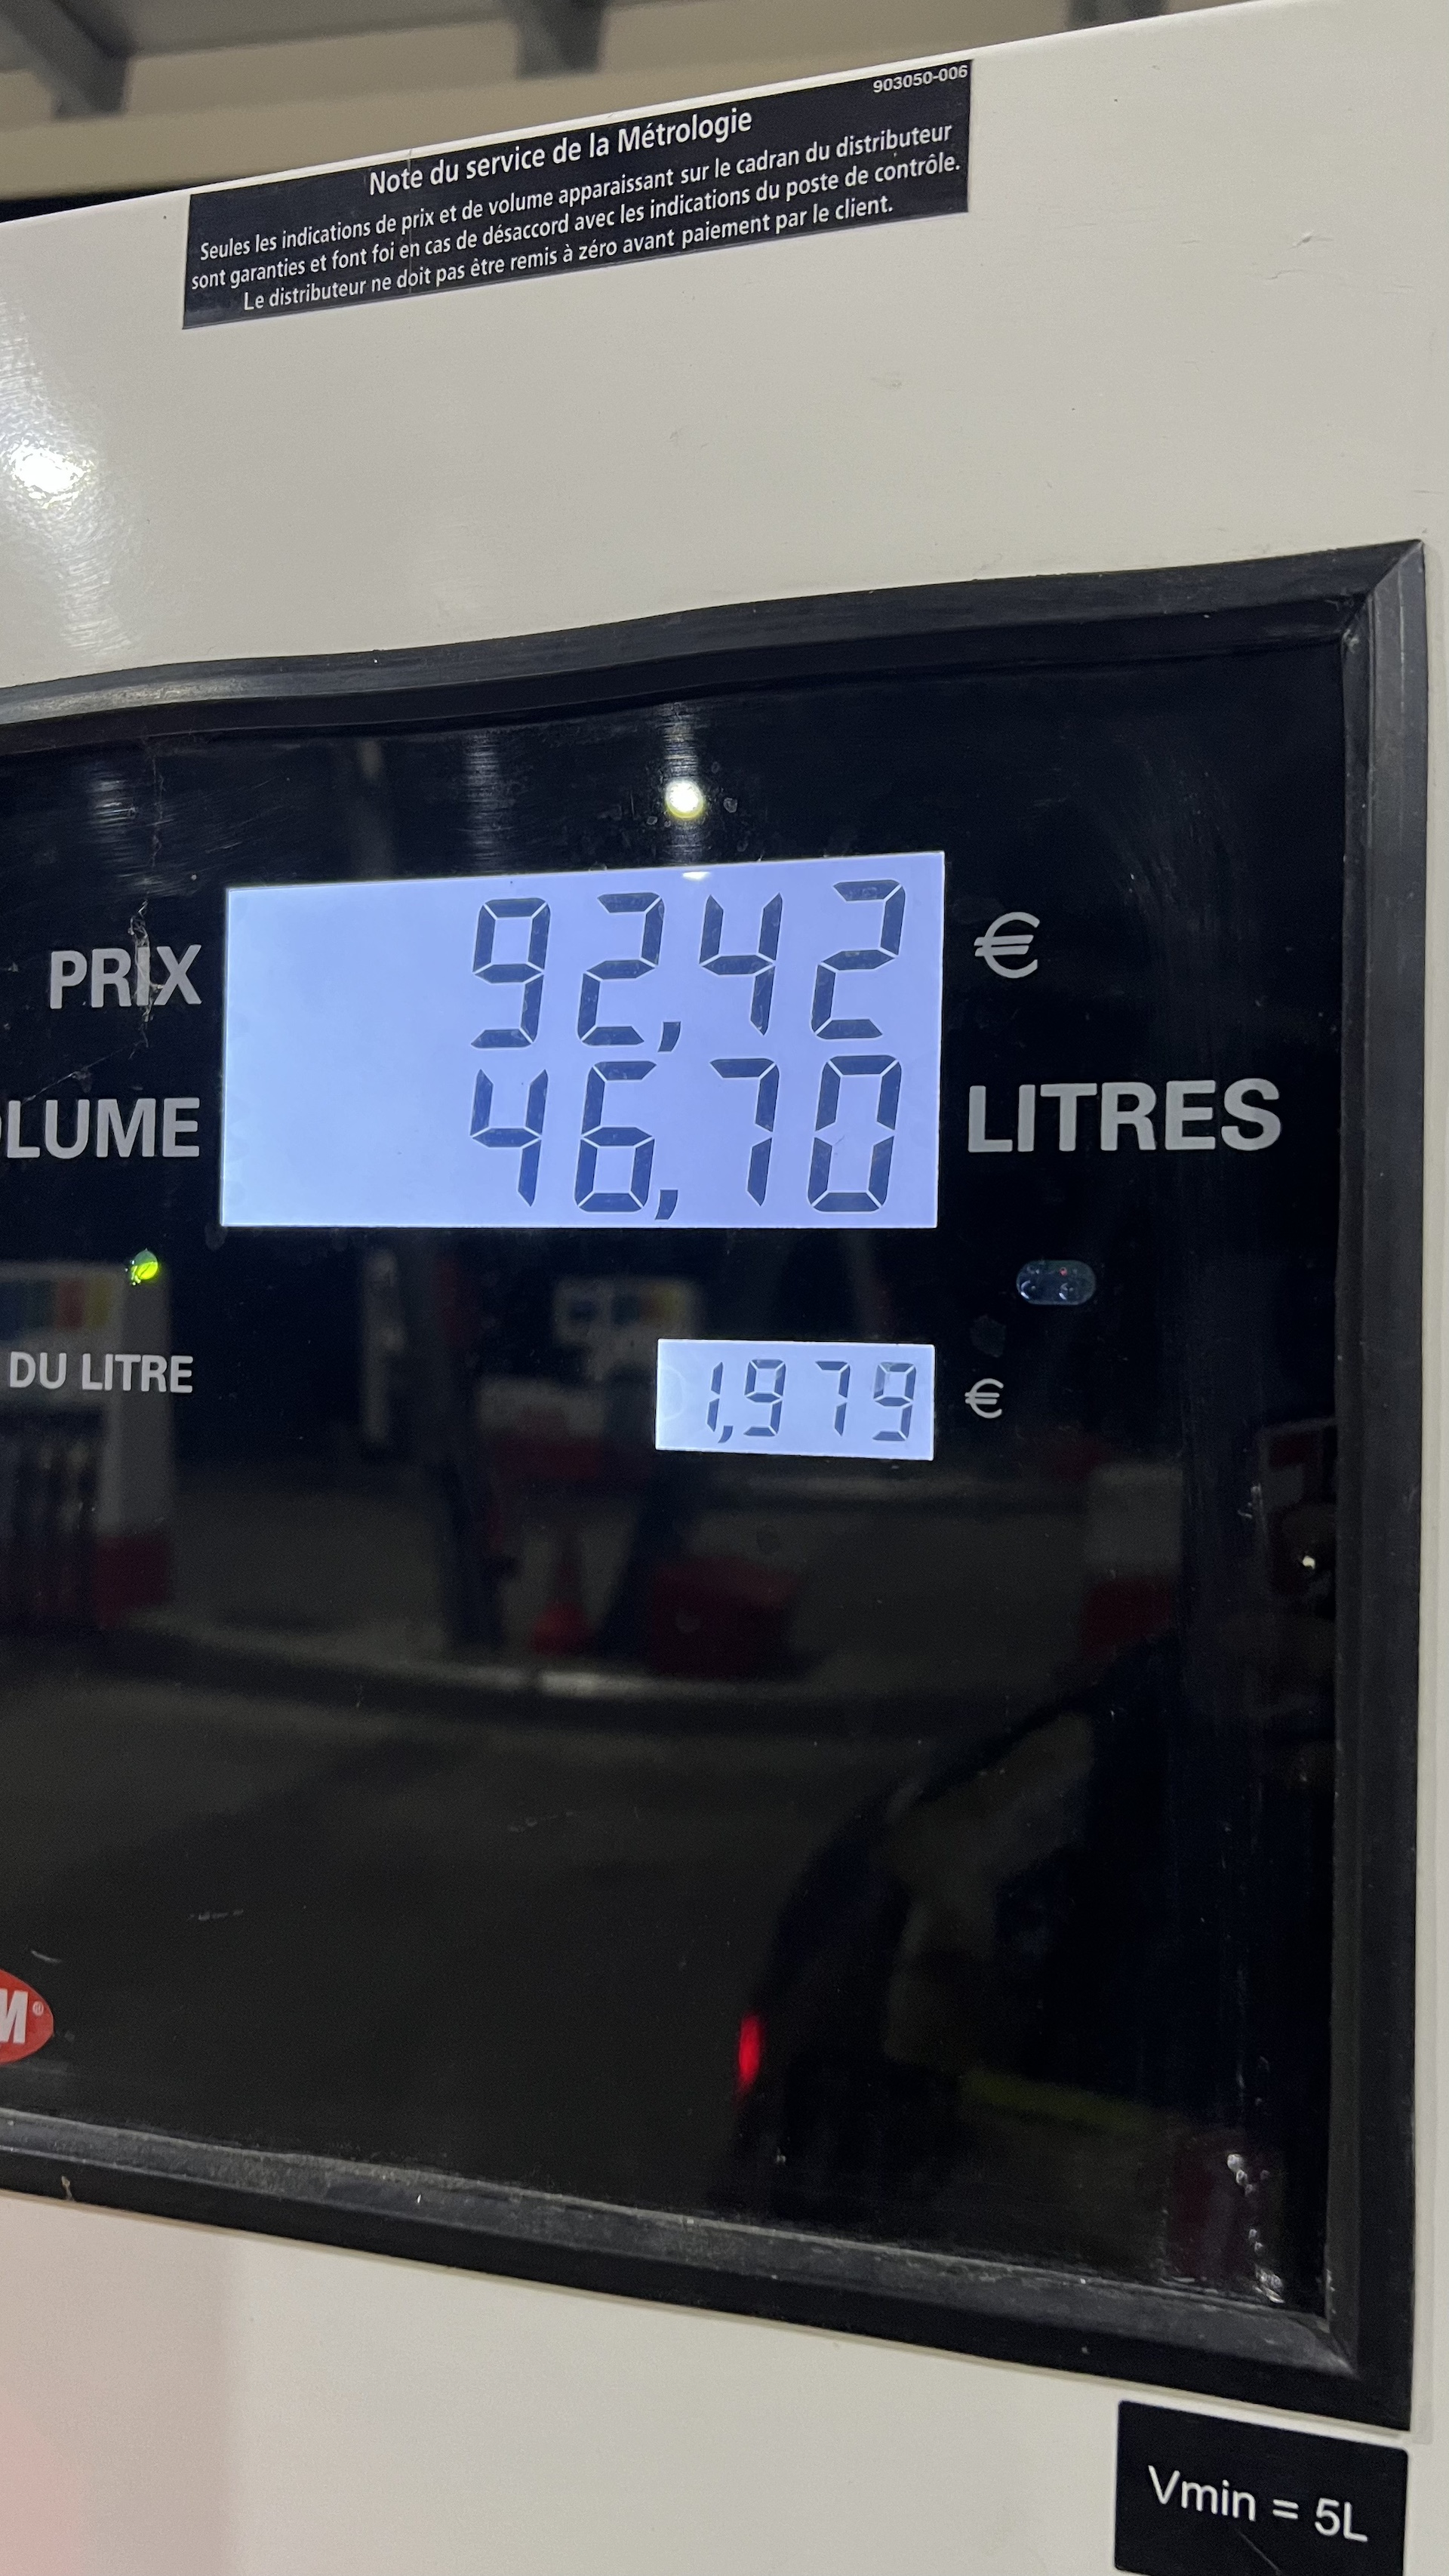 903050-006
Note du service de la Métrologie
Seules les indications de prix et de volume apparaissant sur le cadran du distributeur
sont garanties et font foi en cas de désaccord avec les indications du poste de contrôle.
Le distributeur ne doit pas être remis à zéro avant paiement par le client.
PRIX 92,42 €
LUME 46,70 LITRES
DU LITRE 1,979 €
M®
Vmin = 5L